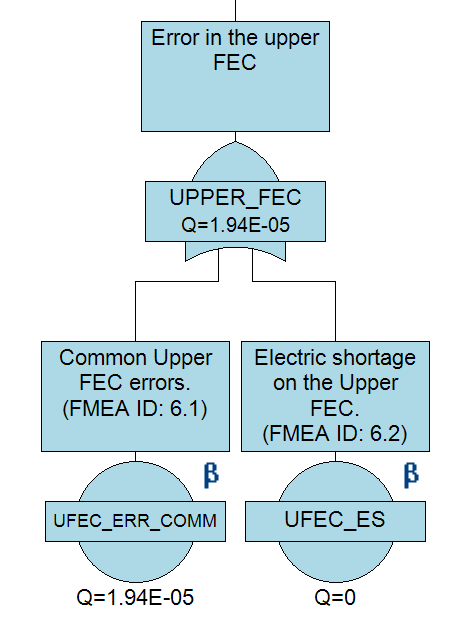 Error in the upper
FEC
UPPER_FEC
Q=1.94E-05
Common Upper
FEC errors.
(FMEA ID: 6.1)
β
UFEC_ERR_COMM
Q=1.94E-05
Electric shortage
on the Upper
FEC.
(FMEA ID: 6.2)
β
UFEC_ES
Q=0